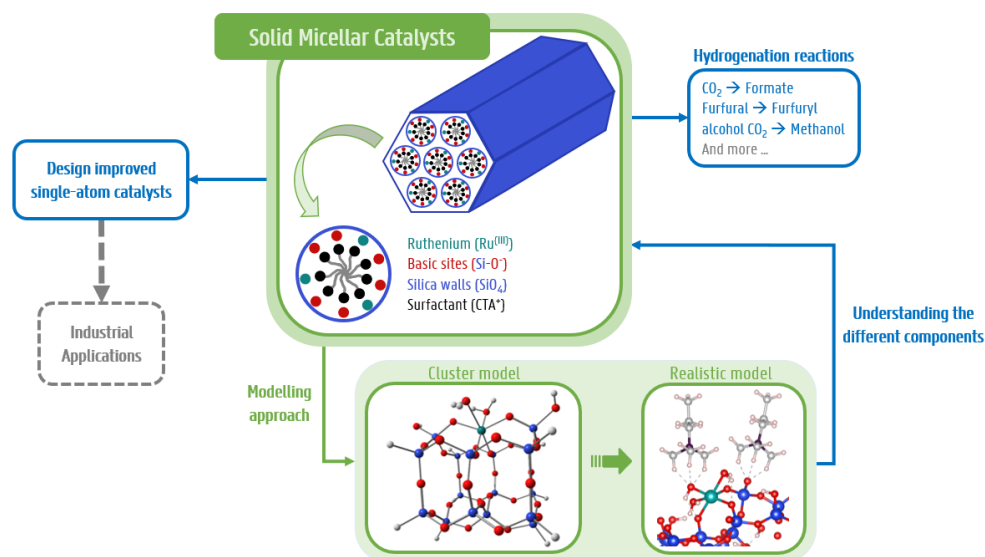 Solid Micellar Catalysts
Hydrogenation reactions
CO₂ → Formate
Furfural → Furfuryl
alcohol CO₂ → Methanol
And more ...
Design improved
single-atom catalysts
Industrial
Applications
Ruthenium (Ru⁽ᴵᴵᴵ⁾)
Basic sites (Si-O⁻)
Silica walls (SiO₄)
Surfactant (CTA⁺)
Understanding the
different components
Modelling
approach
Cluster model
Realistic model